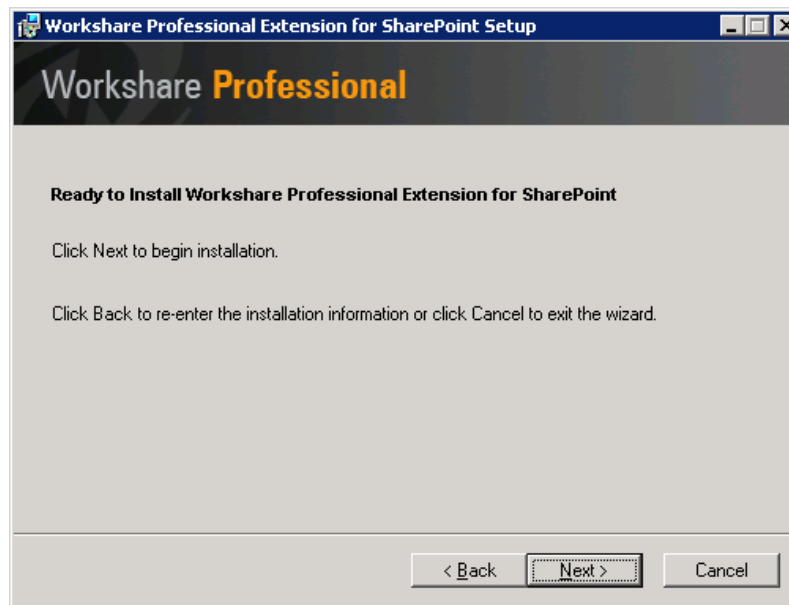 Workshare Professional Extension for SharePoint Setup
Workshare Professional
Ready to Install Workshare Professional Extension for SharePoint
Click Next to begin installation.
Click Back to re-enter the installation information or click Cancel to exit the wizard.
< Back
Next >
Cancel